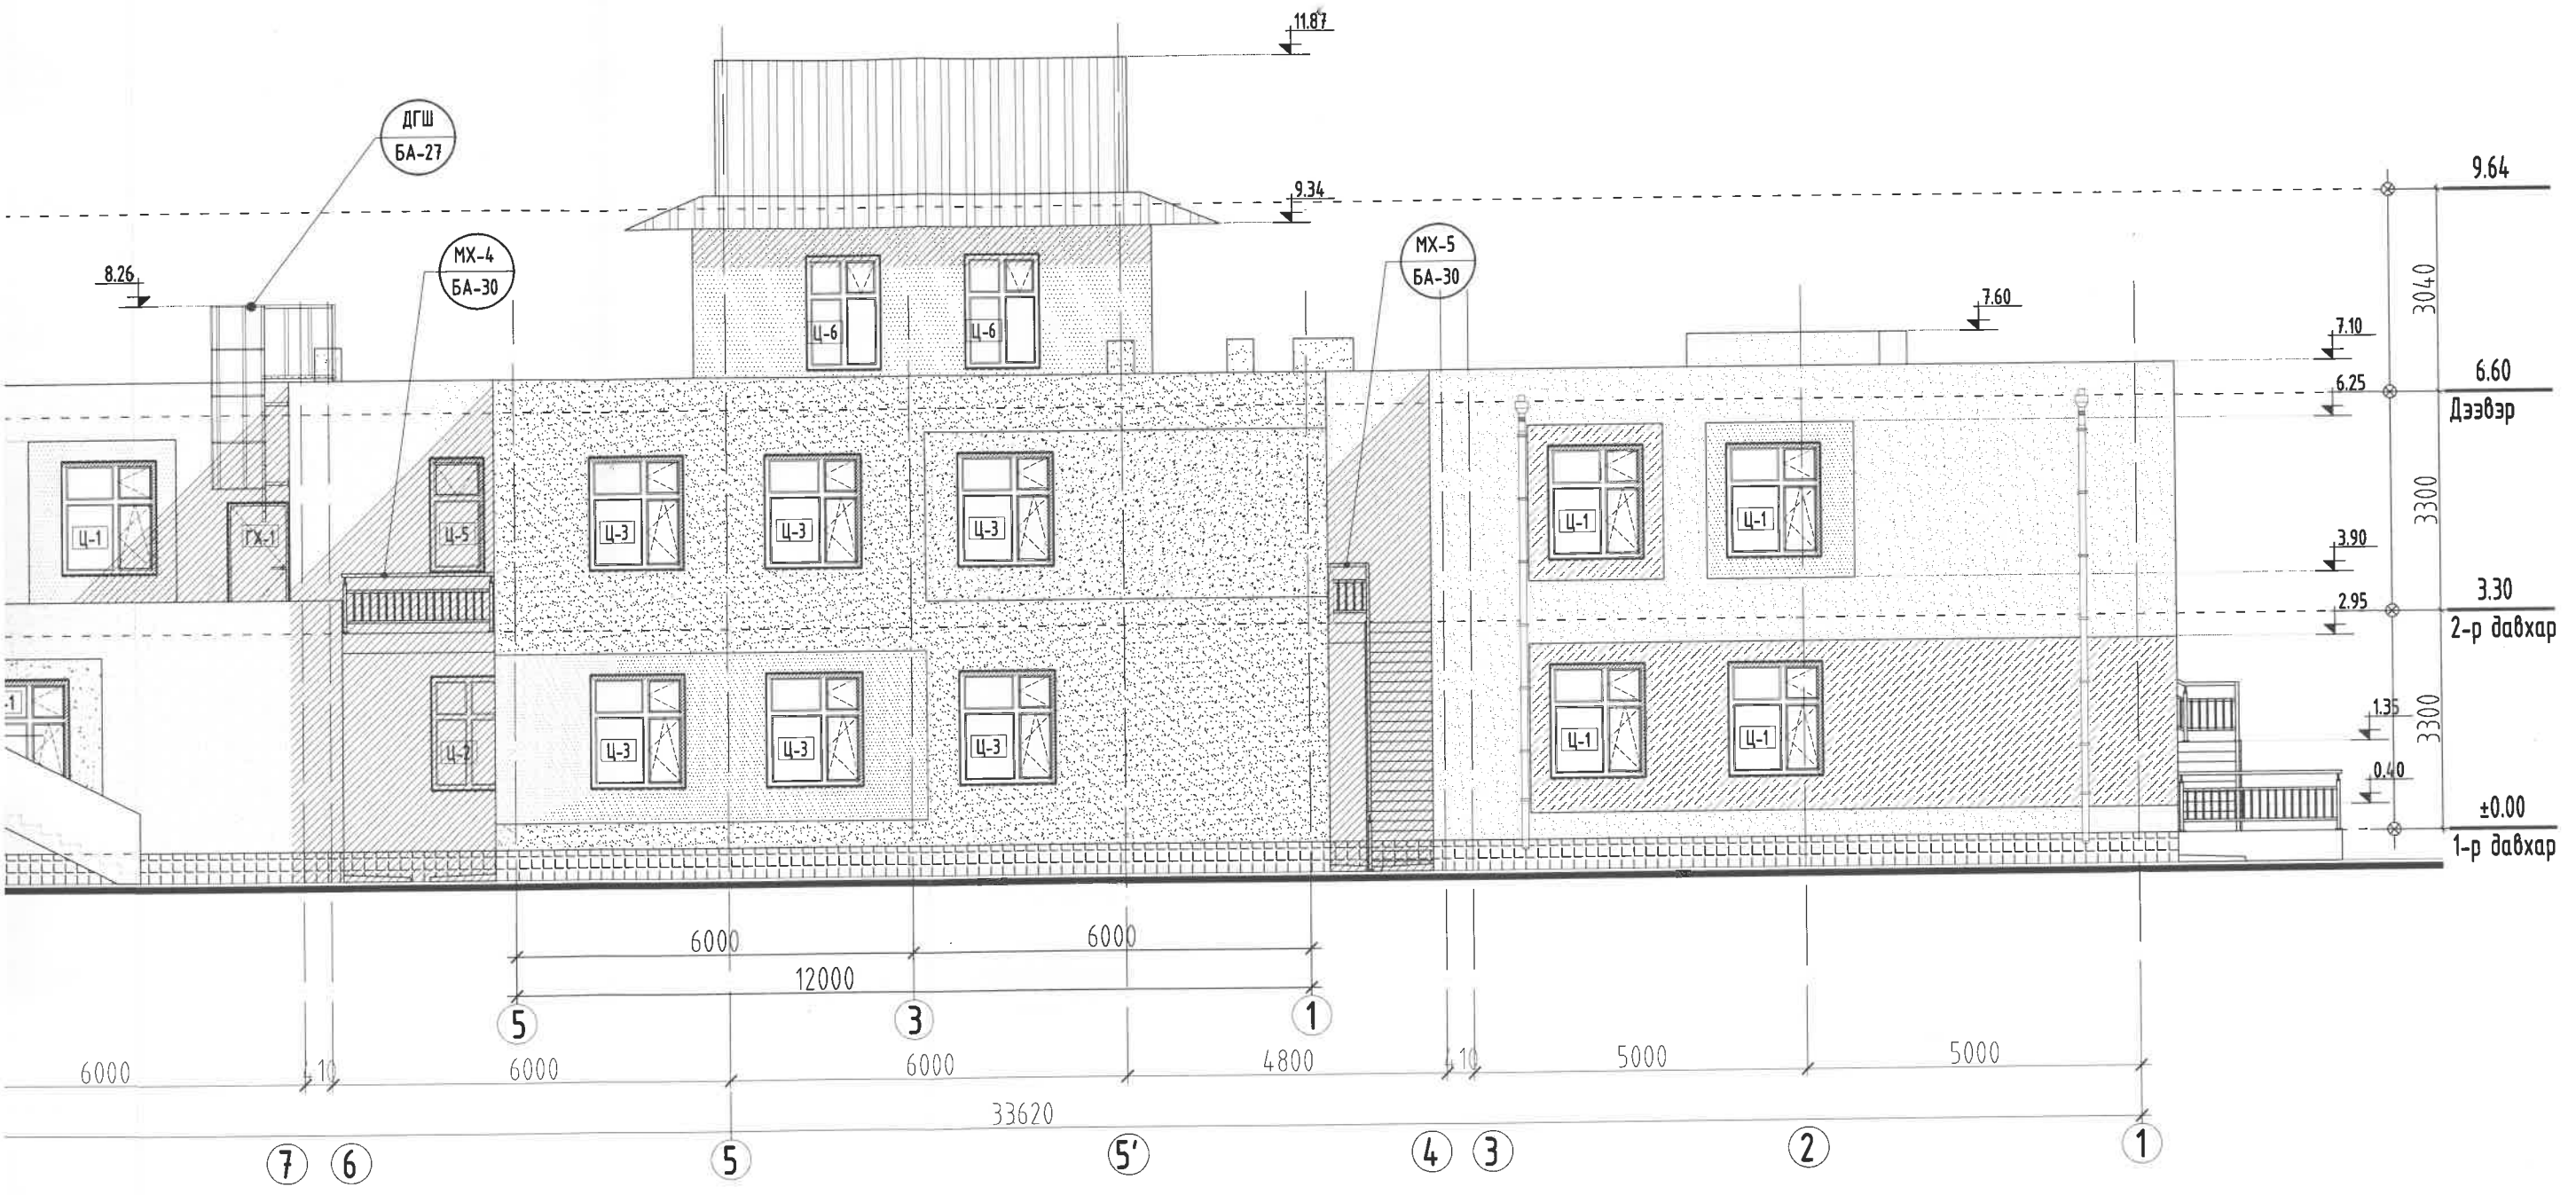 11.87
ДГШ
БА-27
9.64
9.34
МХ-4
БА-30
МХ-5
БА-30
8.26
7.60
3040
7.10
Ц-6
Ц-6
6.60
6.25
Дээвэр
3300
Ц-1
ГХ-1
Ц-5
Ц-3
Ц-3
Ц-3
Ц-1
Ц-1
3.90
3.30
2.95
2-р давхар
-1
Ц-2
Ц-3
Ц-3
Ц-3
Ц-1
Ц-1
1.35
3300
0.40
±0.00
1-р давхар
6000
6000
12000
5
3
1
6000
410
6000
6000
4800
410
5000
5000
33620
7
6
5
5'
4
3
2
1